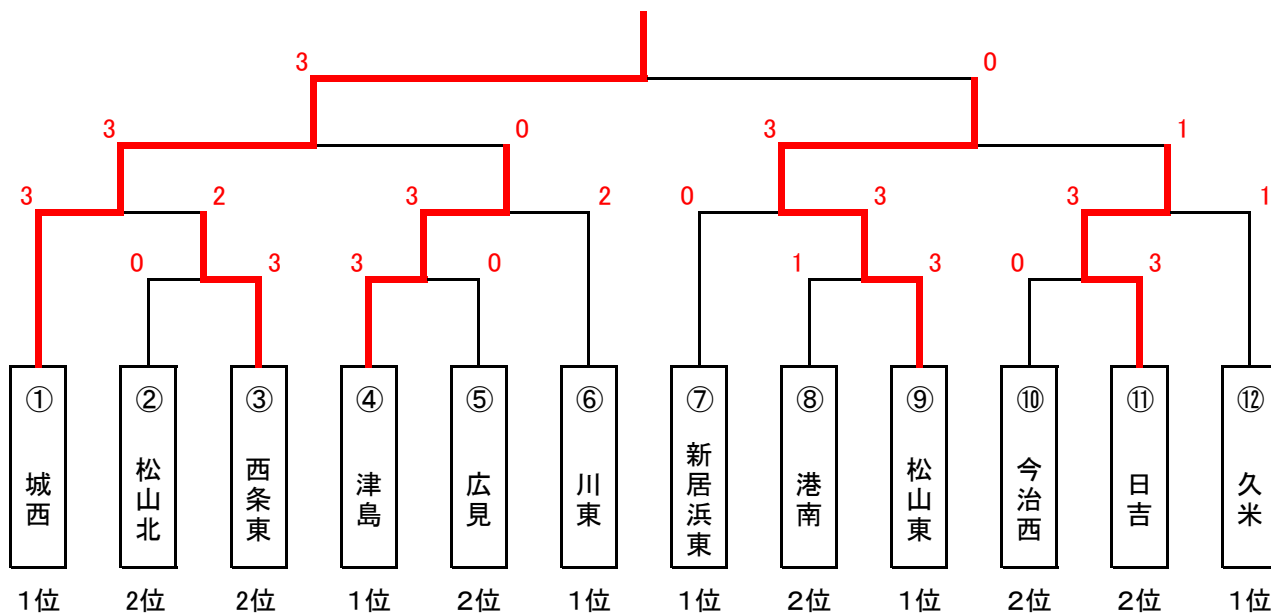 3 0
3 0 3 1
3 2 3 2 0 3 3 1
0 3 3 0 1 3 0 3
① ② ③ ④ ⑤ ⑥ ⑦ ⑧ ⑨ ⑩ ⑪ ⑫
城西 松山北 西条東 津島 広見 川東 新居浜東 港南 松山東 今治西 日吉 久米
1位 2位 2位 1位 2位 1位 1位 2位 1位 2位 2位 1位